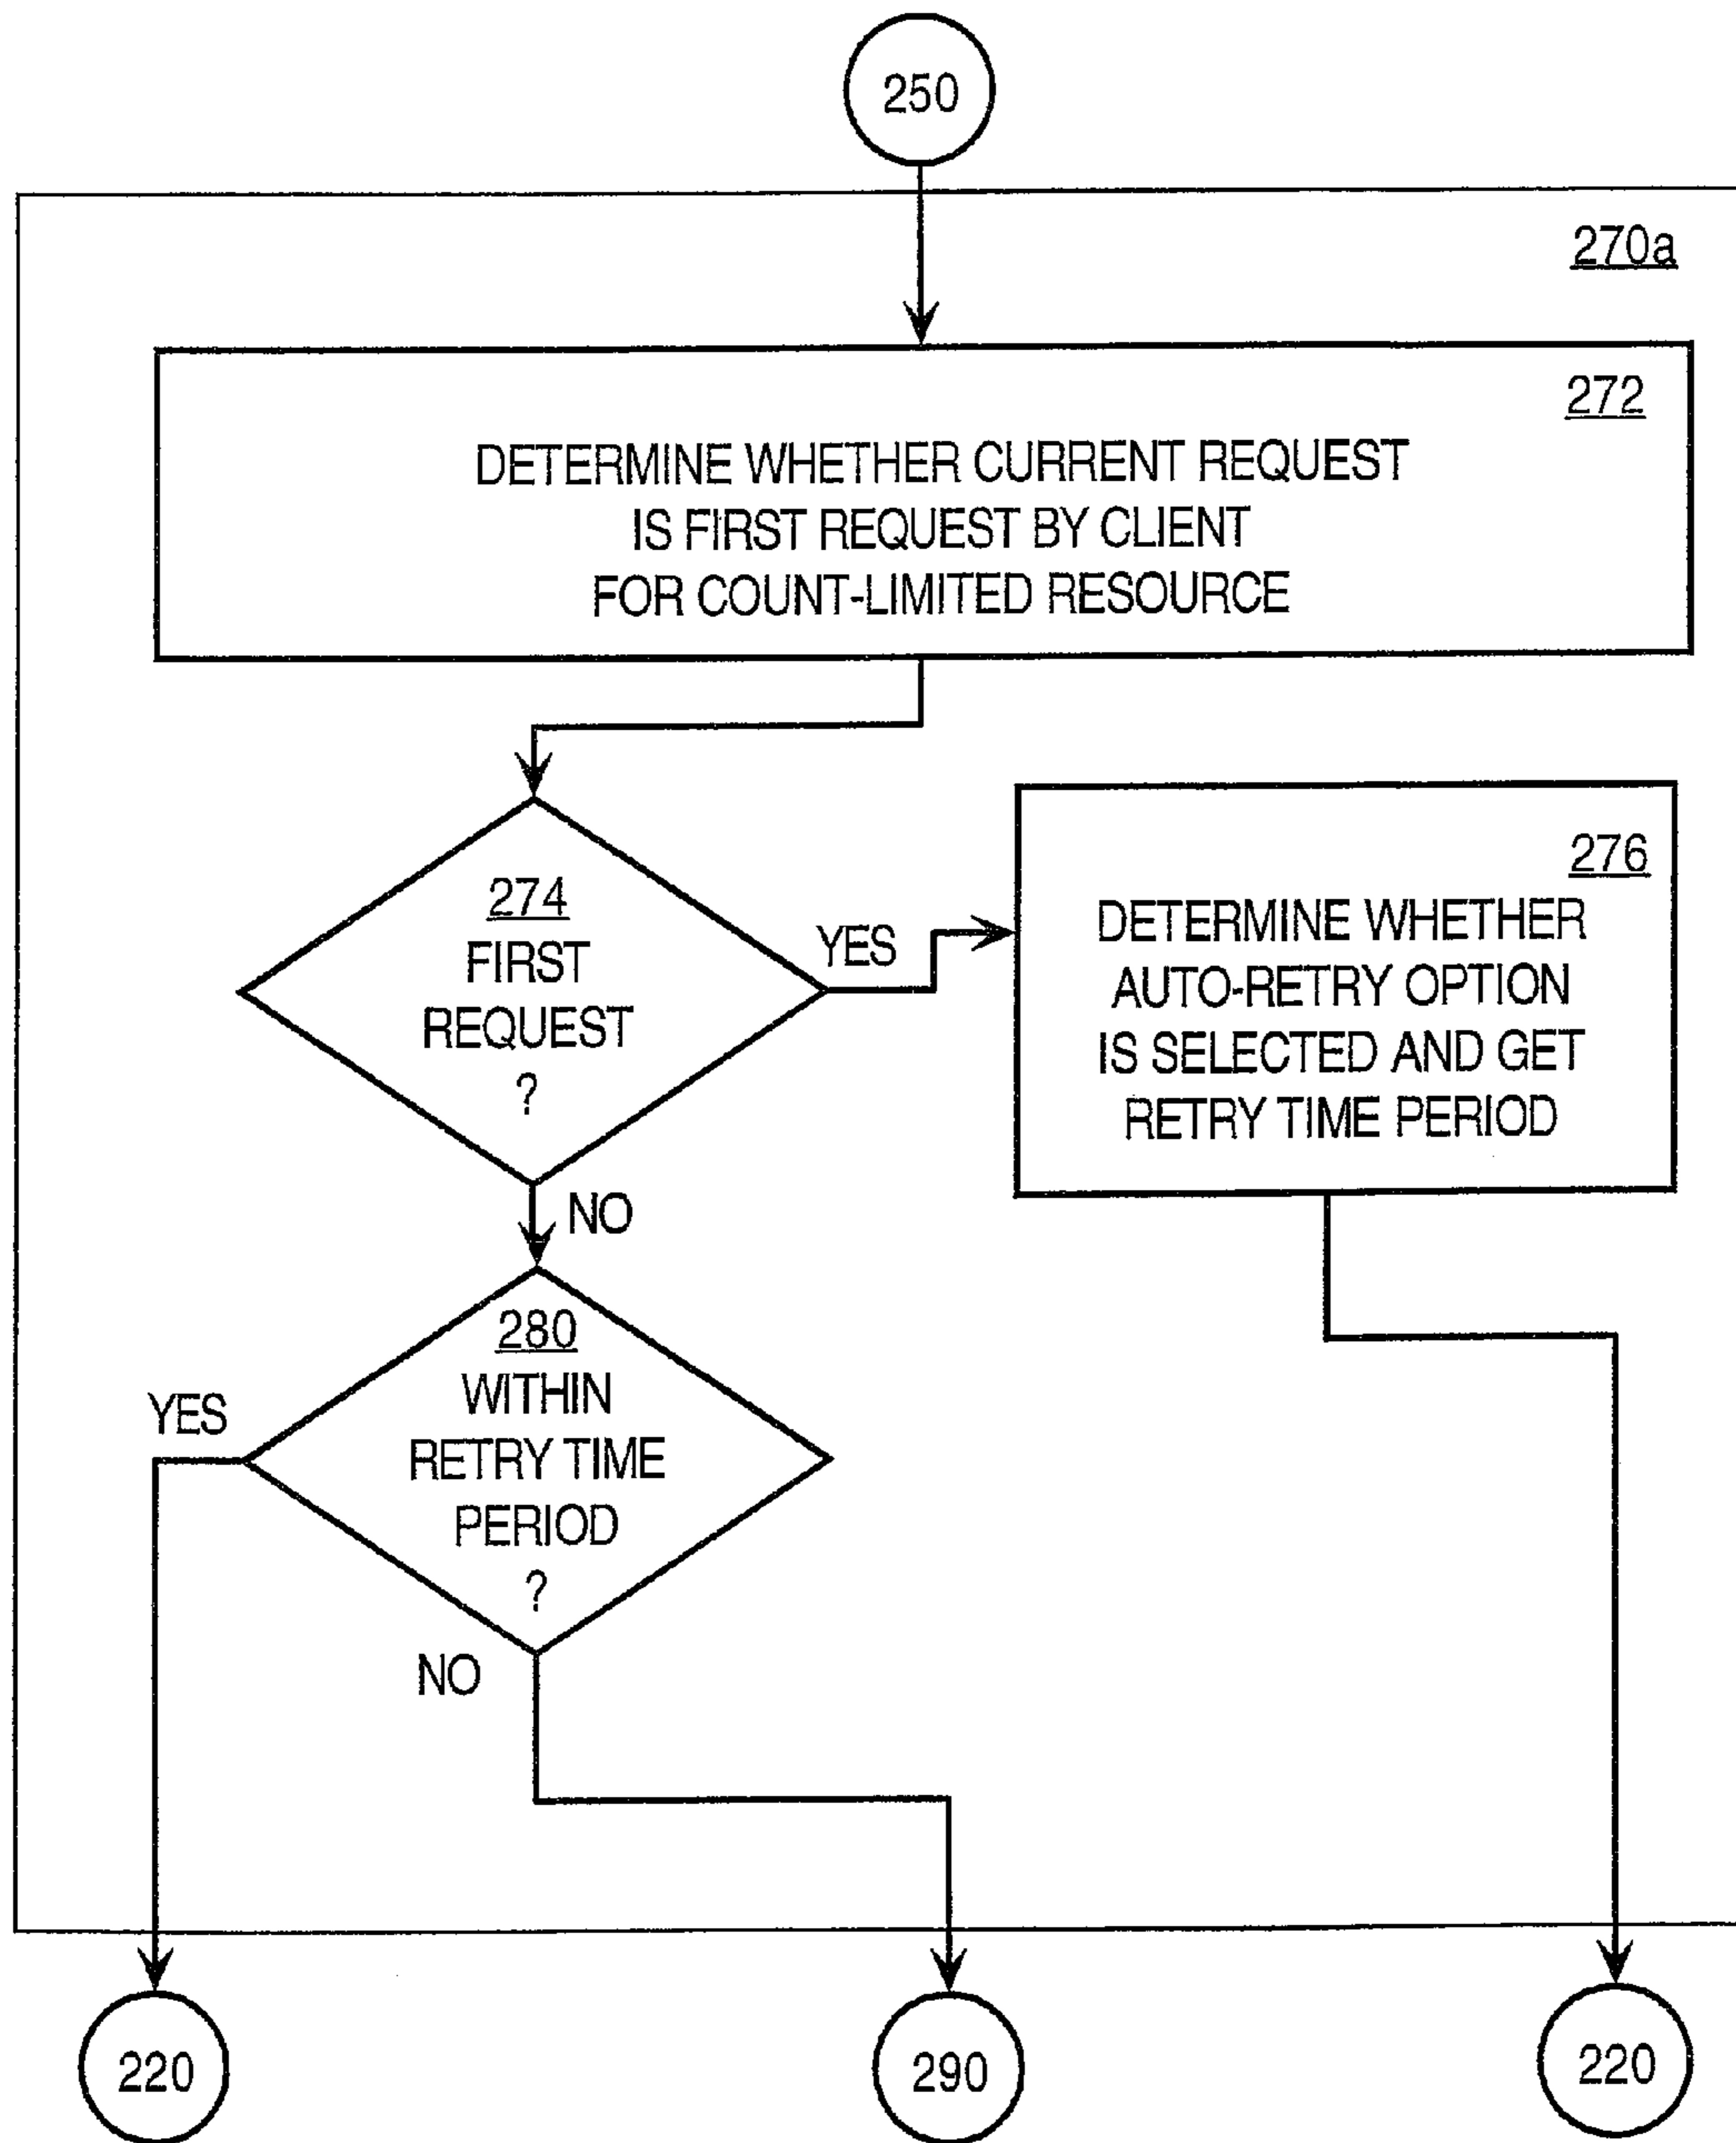 250
270a
272
DETERMINE WHETHER CURRENT REQUEST
IS FIRST REQUEST BY CLIENT
FOR COUNT-LIMITED RESOURCE
274
FIRST
REQUEST
?
YES
276
DETERMINE WHETHER
AUTO-RETRY OPTION
IS SELECTED AND GET
RETRY TIME PERIOD
NO
280
WITHIN
RETRY TIME
PERIOD
?
YES
NO
220
290
220